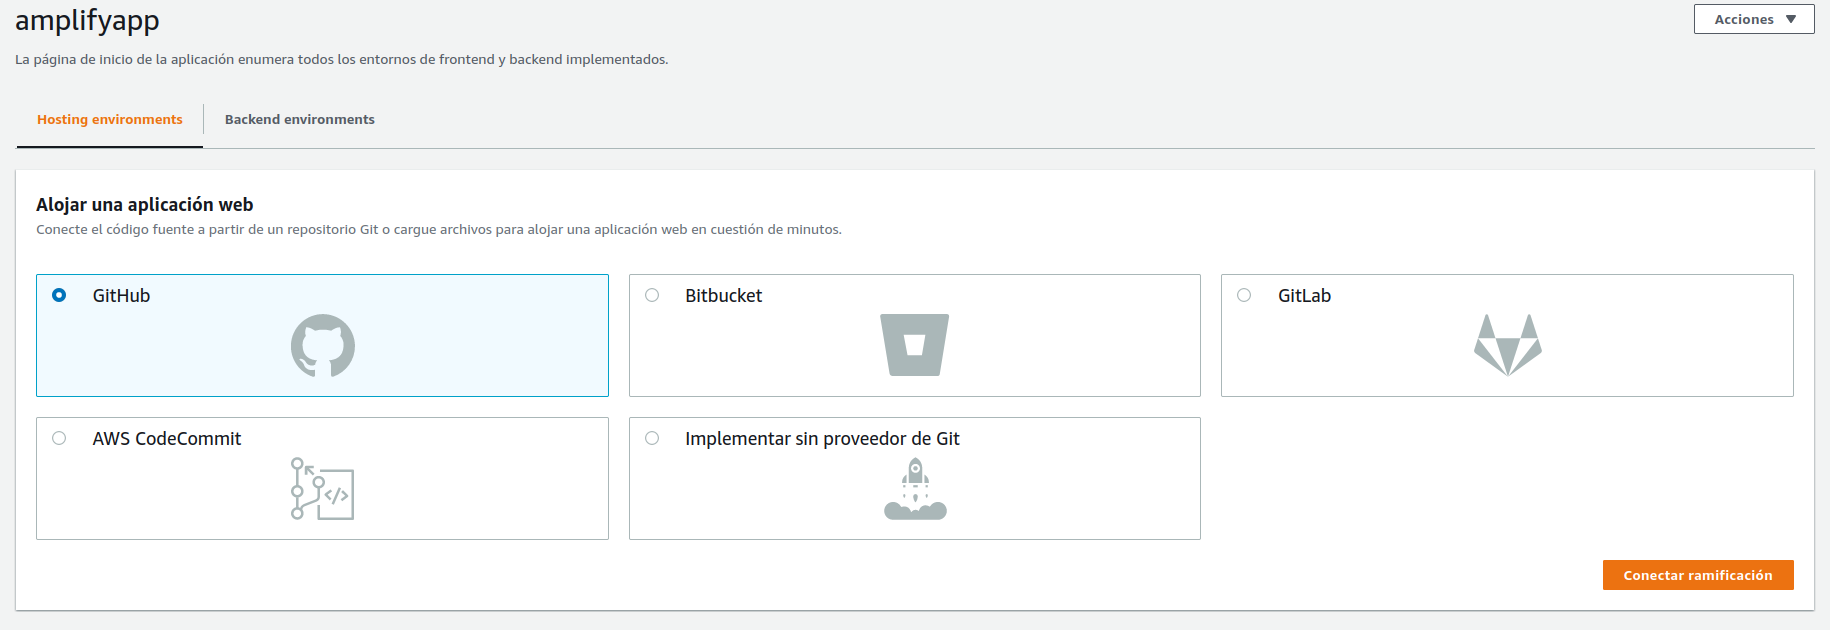 amplifyapp
Acciones
La página de inicio de la aplicación enumera todos los entornos de frontend y backend implementados.
Hosting environments
Backend environments
Alojar una aplicación web
Conecte el código fuente a partir de un repositorio Git o cargue archivos para alojar una aplicación web en cuestión de minutos.
GitHub
Bitbucket
GitLab
AWS CodeCommit
Implementar sin proveedor de Git
Conectar ramificación